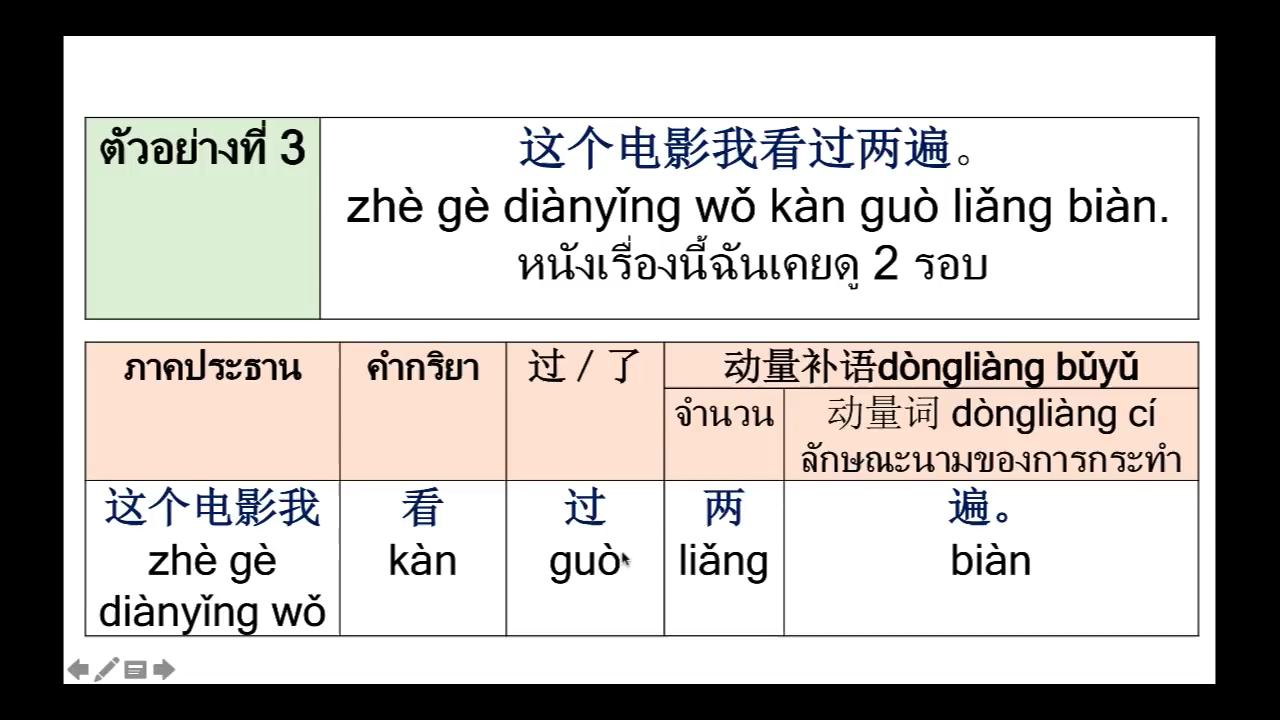 ตัวอย่างที่ 3
这个电影我看过两遍。
zhè gè diànyǐng wǒ kàn guò liǎng biàn.
หนังเรื่องนี้ฉันเคยดู 2 รอบ
ภาคประธาน
คำกริยา
过 / 了
动量补语dòngliàng bǔyǔ
จำนวน
动量词 dòngliàng cí
ลักษณะนามของการกระทำ
这个电影我
zhè gè
diànyǐng wǒ
看
kàn
过
guò
两
liǎng
遍。
biàn